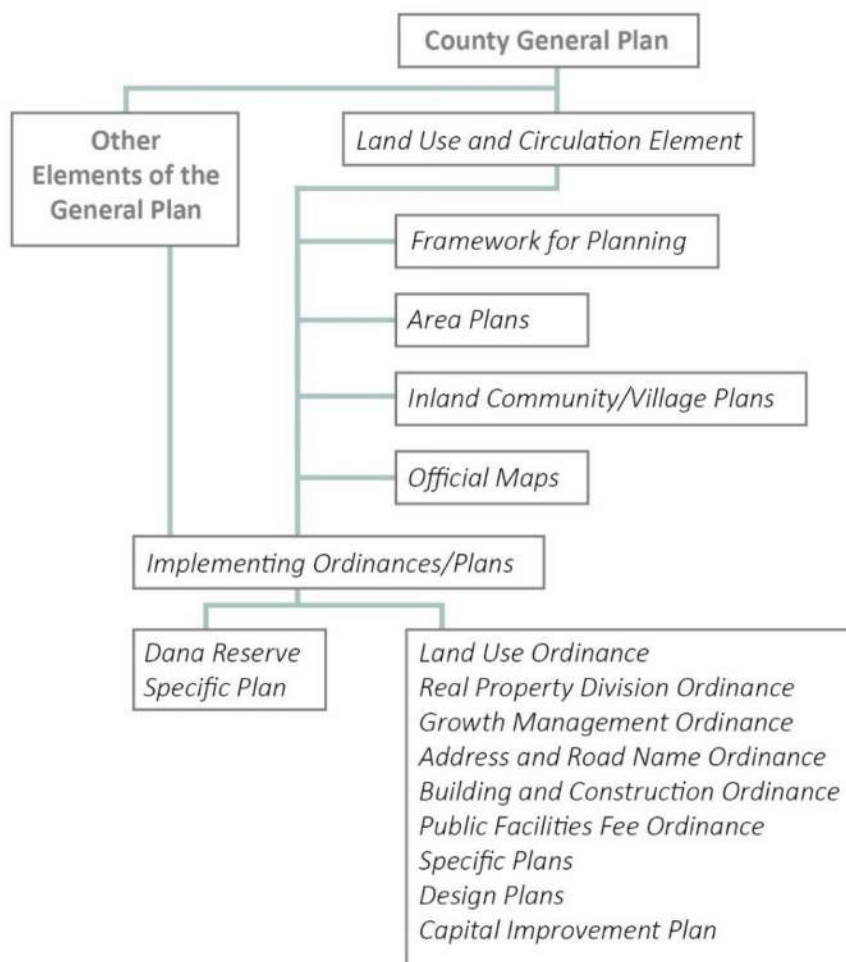 County General Plan
Other
Elements of the
General Plan
Land Use and Circulation Element
Framework for Planning
Area Plans
Inland Community/Village Plans
Official Maps
Implementing Ordinances/Plans
Dana Reserve
Specific Plan
Land Use Ordinance
Real Property Division Ordinance
Growth Management Ordinance
Address and Road Name Ordinance
Building and Construction Ordinance
Public Facilities Fee Ordinance
Specific Plans
Design Plans
Capital Improvement Plan